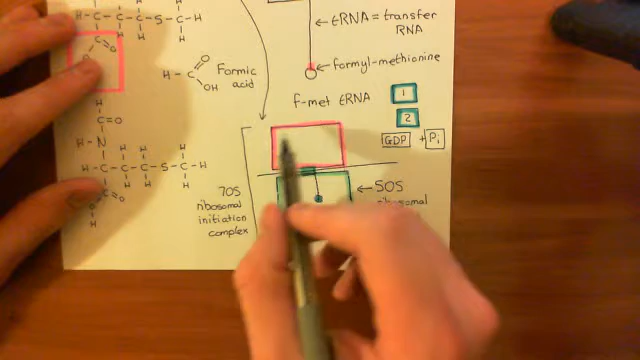 tRNA = transfer
RNA
formyl-methionine
Formic
acid
f-met tRNA
1
2
GDP + Pi
70S
ribosomal
initiation
complex
50S
ribosomal
H-C-C-C-S-C-H
H-C
O
OH
H
C=O
H-N
H-C-C-C-S-C-H